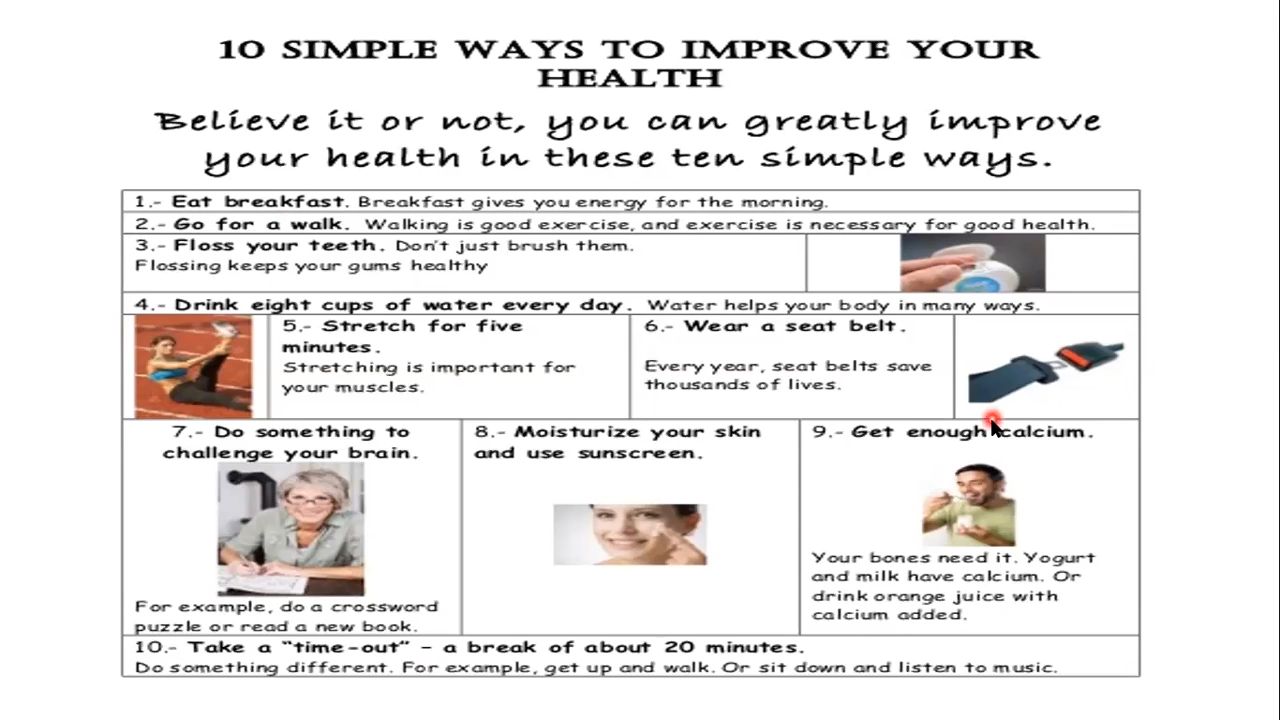 10 SIMPLE WAYS TO IMPROVE YOUR
HEALTH
Believe it or not, you can greatly improve
your health in these ten simple ways.
1.- Eat breakfast. Breakfast gives you energy for the morning.
2.- Go for a walk. Walking is good exercise, and exercise is necessary for good health.
3.- Floss your teeth. Don't just brush them.
Flossing keeps your gums healthy
4.- Drink eight cups of water every day. Water helps your body in many ways.
5.- Stretch for five
minutes.
Stretching is important for
your muscles.
6.- Wear a seat belt.
Every year, seat belts save
thousands of lives.
7.- Do something to
challenge your brain.
For example, do a crossword
puzzle or read a new book.
8.- Moisturize your skin
and use sunscreen.
9.- Get enough calcium.
Your bones need it. Yogurt
and milk have calcium. Or
drink orange juice with
calcium added.
10.- Take a “time-out” – a break of about 20 minutes.
Do something different. For example, get up and walk. Or sit down and listen to music.